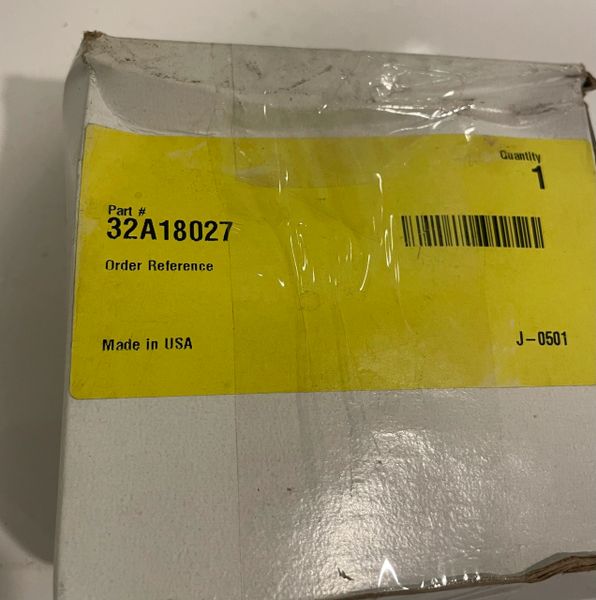 Quantity
1
Part #
32A18027
Order Reference
Made in USA
J-0501